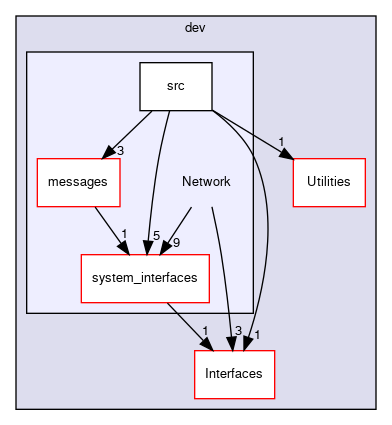 dev
src
3
1
messages
Network
Utilities
1
5
9
system_interfaces
1
3
1
Interfaces